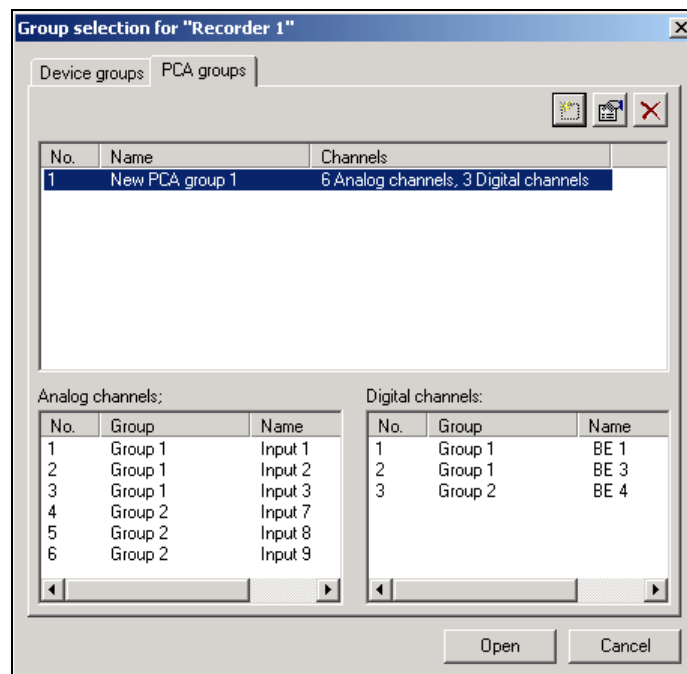 Group selection for "Recorder 1"
Device groups PCA groups
No. Name Channels
1 New PCA group 1 6 Analog channels, 3 Digital channels
Analog channels;
No. Group Name
1 Group 1 Input 1
2 Group 1 Input 2
3 Group 1 Input 3
4 Group 2 Input 7
5 Group 2 Input 8
6 Group 2 Input 9
Digital channels:
No. Group Name
1 Group 1 BE 1
2 Group 1 BE 3
3 Group 2 BE 4
Open Cancel